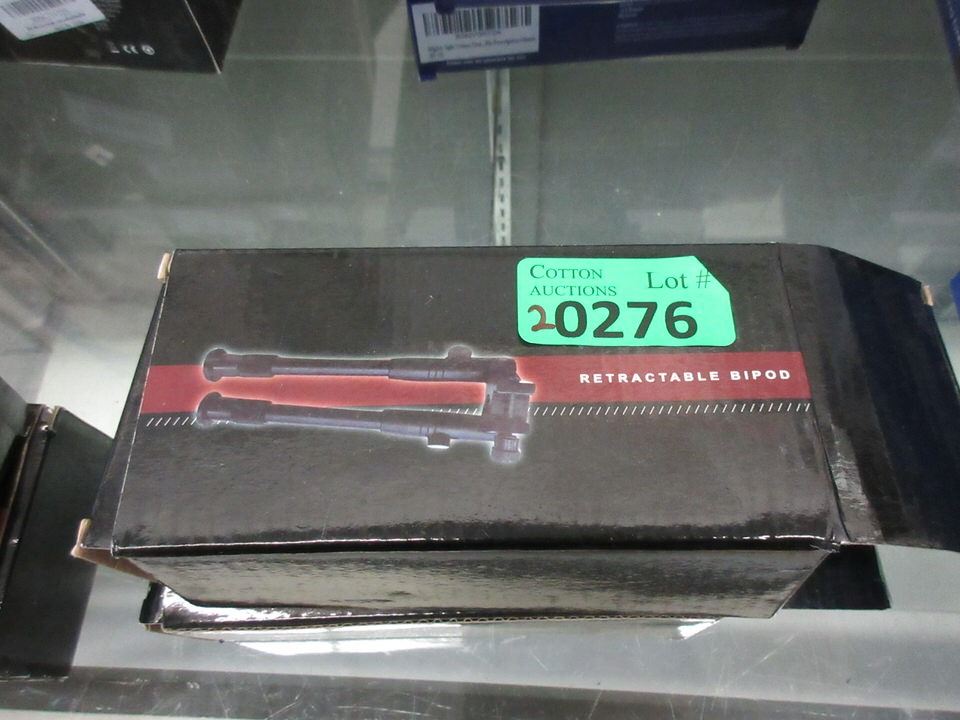 COTTON
AUCTIONS
Lot #
20276
RETRACTABLE BIPOD